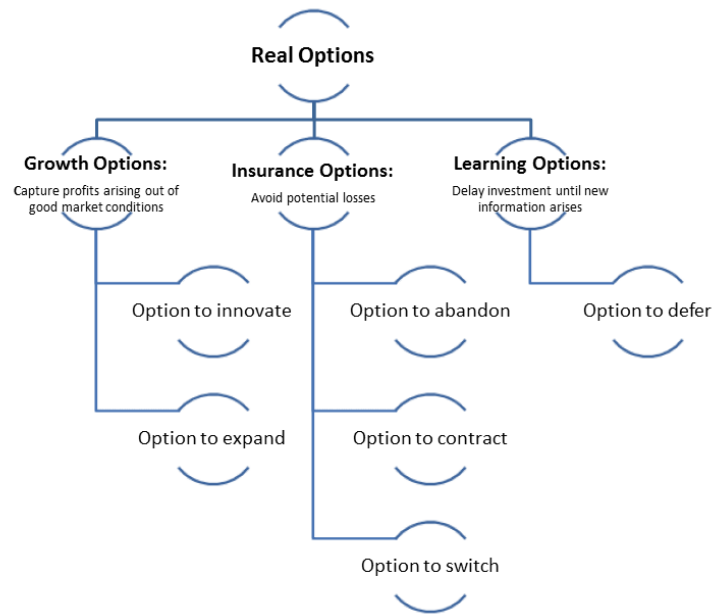 Real Options
Growth Options:
Capture profits arising out of
good market conditions
Insurance Options:
Avoid potential losses
Learning Options:
Delay investment until new
information arises
Option to innovate
Option to abandon
Option to defer
Option to expand
Option to contract
Option to switch